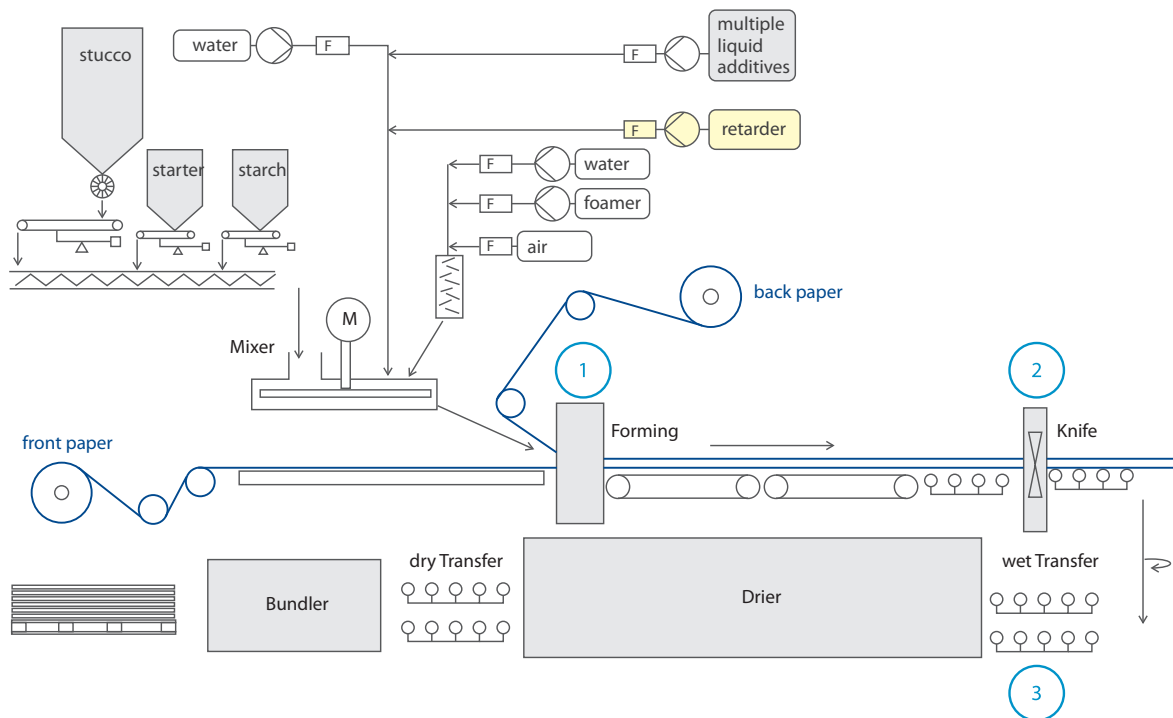 stucco
water
F
F
multiple
liquid
additives
F
retarder
starter
starch
F
water
F
foamer
F
air
back paper
M
Mixer
1
2
Forming
Knife
front paper
dry Transfer
wet Transfer
Bundler
Drier
3